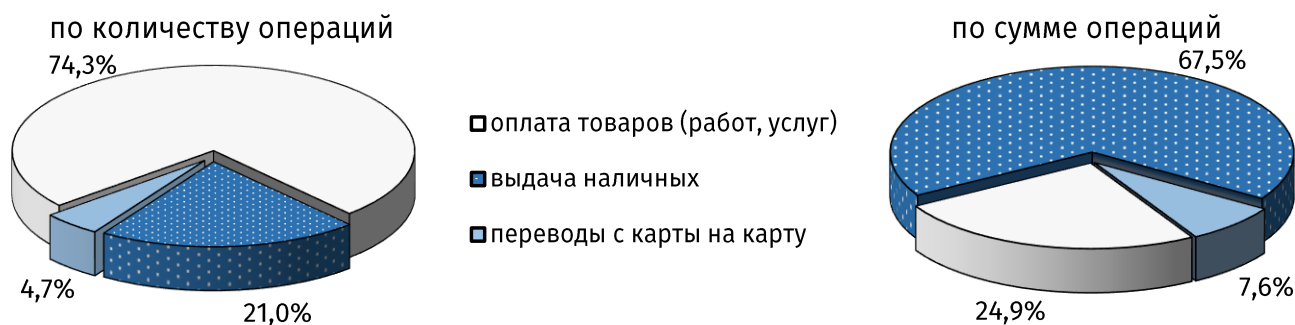 по количеству операций
74,3%
4,7%
21,0%
оплата товаров (работ, услуг)
выдача наличных
переводы с карты на карту
по сумме операций
67,5%
24,9%
7,6%